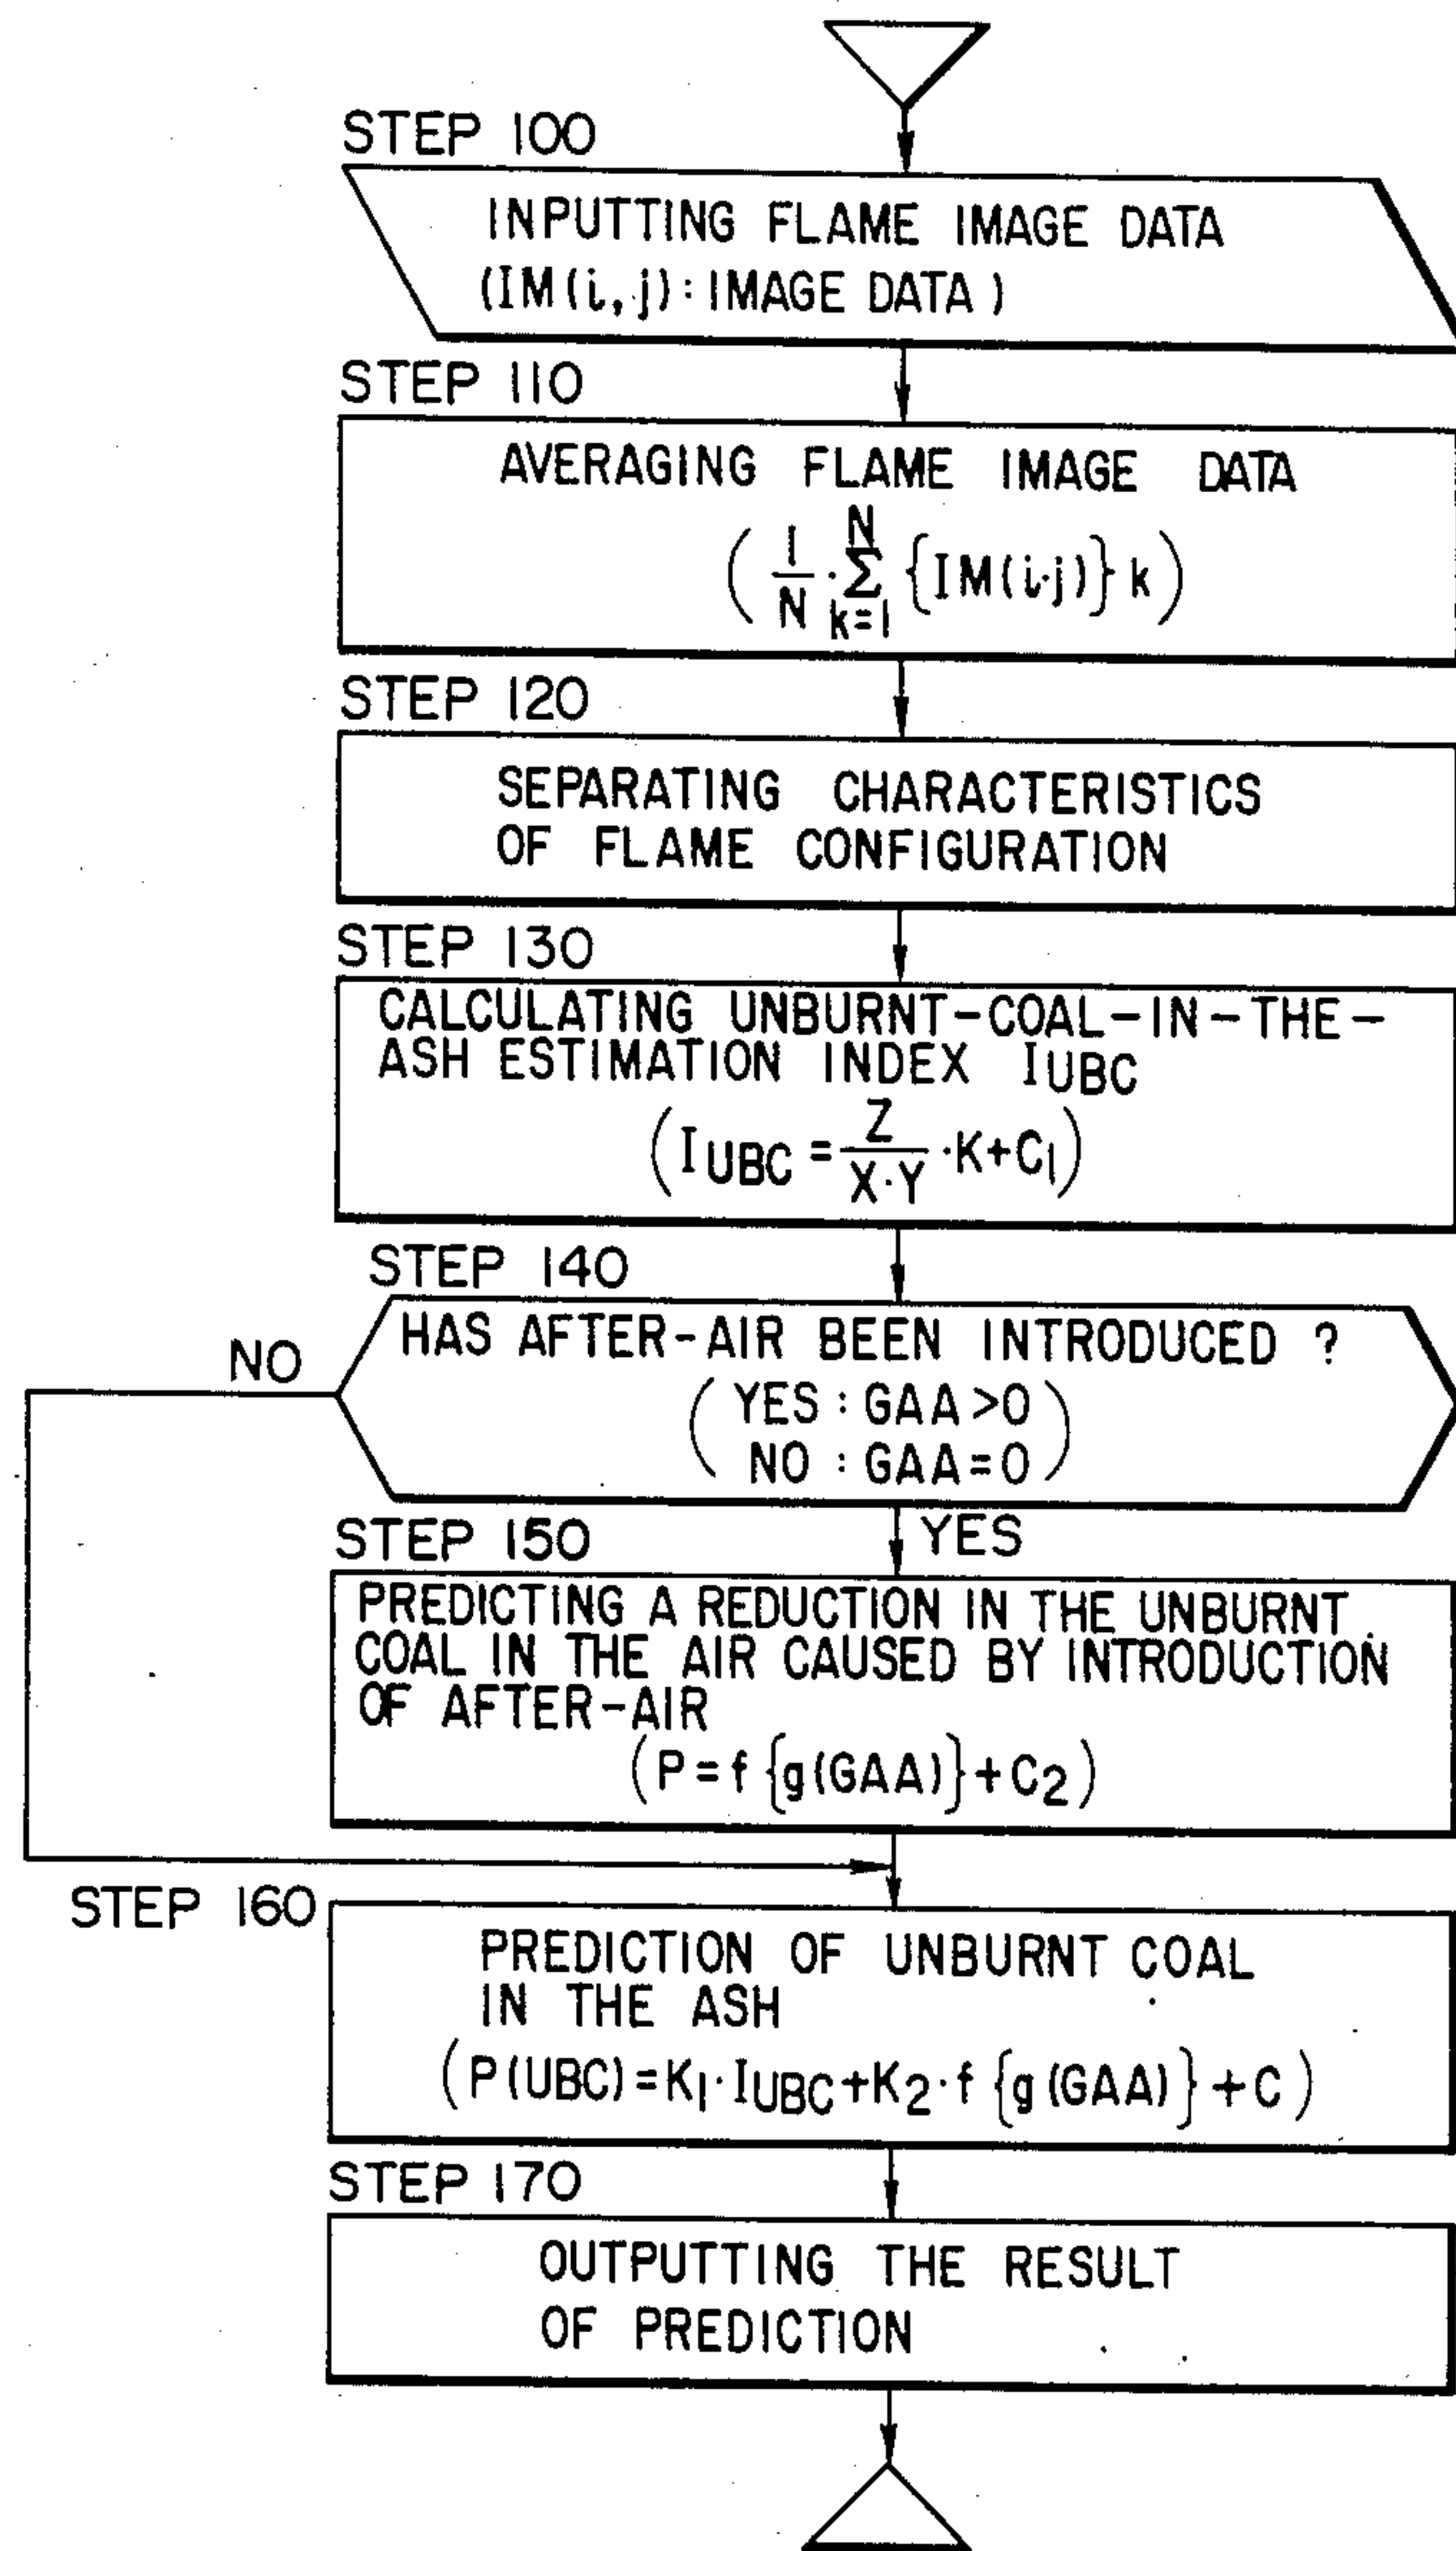 STEP 100
INPUTTING FLAME IMAGE DATA
(IM(i,j): IMAGE DATA )
STEP 110
AVERAGING FLAME IMAGE DATA
( 1/N · Σ_{k=1}^{N} {IM(i·j)} k )
STEP 120
SEPARATING CHARACTERISTICS
OF FLAME CONFIGURATION
STEP 130
CALCULATING UNBURNT-COAL-IN-THE-
ASH ESTIMATION INDEX IUBC
(IUBC = Z/X·Y ·K+C1)
STEP 140
HAS AFTER-AIR BEEN INTRODUCED ?
NO
( YES : GAA >0
NO : GAA=0 )
YES
STEP 150
PREDICTING A REDUCTION IN THE UNBURNT
COAL IN THE AIR CAUSED BY INTRODUCTION
OF AFTER-AIR
(P=f {g(GAA)}+C2)
STEP 160
PREDICTION OF UNBURNT COAL
IN THE ASH
(P(UBC)=K1·IUBC+K2·f {g(GAA)} +C )
STEP 170
OUTPUTTING THE RESULT
OF PREDICTION